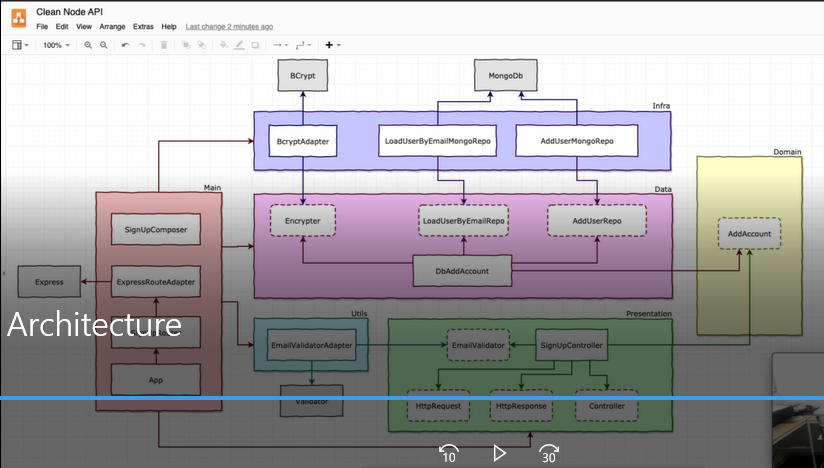 Clean Node API
File Edit View Arrange Extras Help Last change 2 minutes ago
100%
BCrypt
MongoDb
Infra
BcryptAdapter
LoadUserByEmailMongoRepo
AddUserMongoRepo
Domain
Main
Data
SignUpComposer
Encrypter
LoadUserByEmailRepo
AddUserRepo
AddAccount
Express
ExpressRouteAdapter
DbAddAccount
Architecture
Utils
Presentation
EmailValidatorAdapter
EmailValidator
SignUpController
App
Validator
HttpRequest
HttpResponse
Controller
10
30